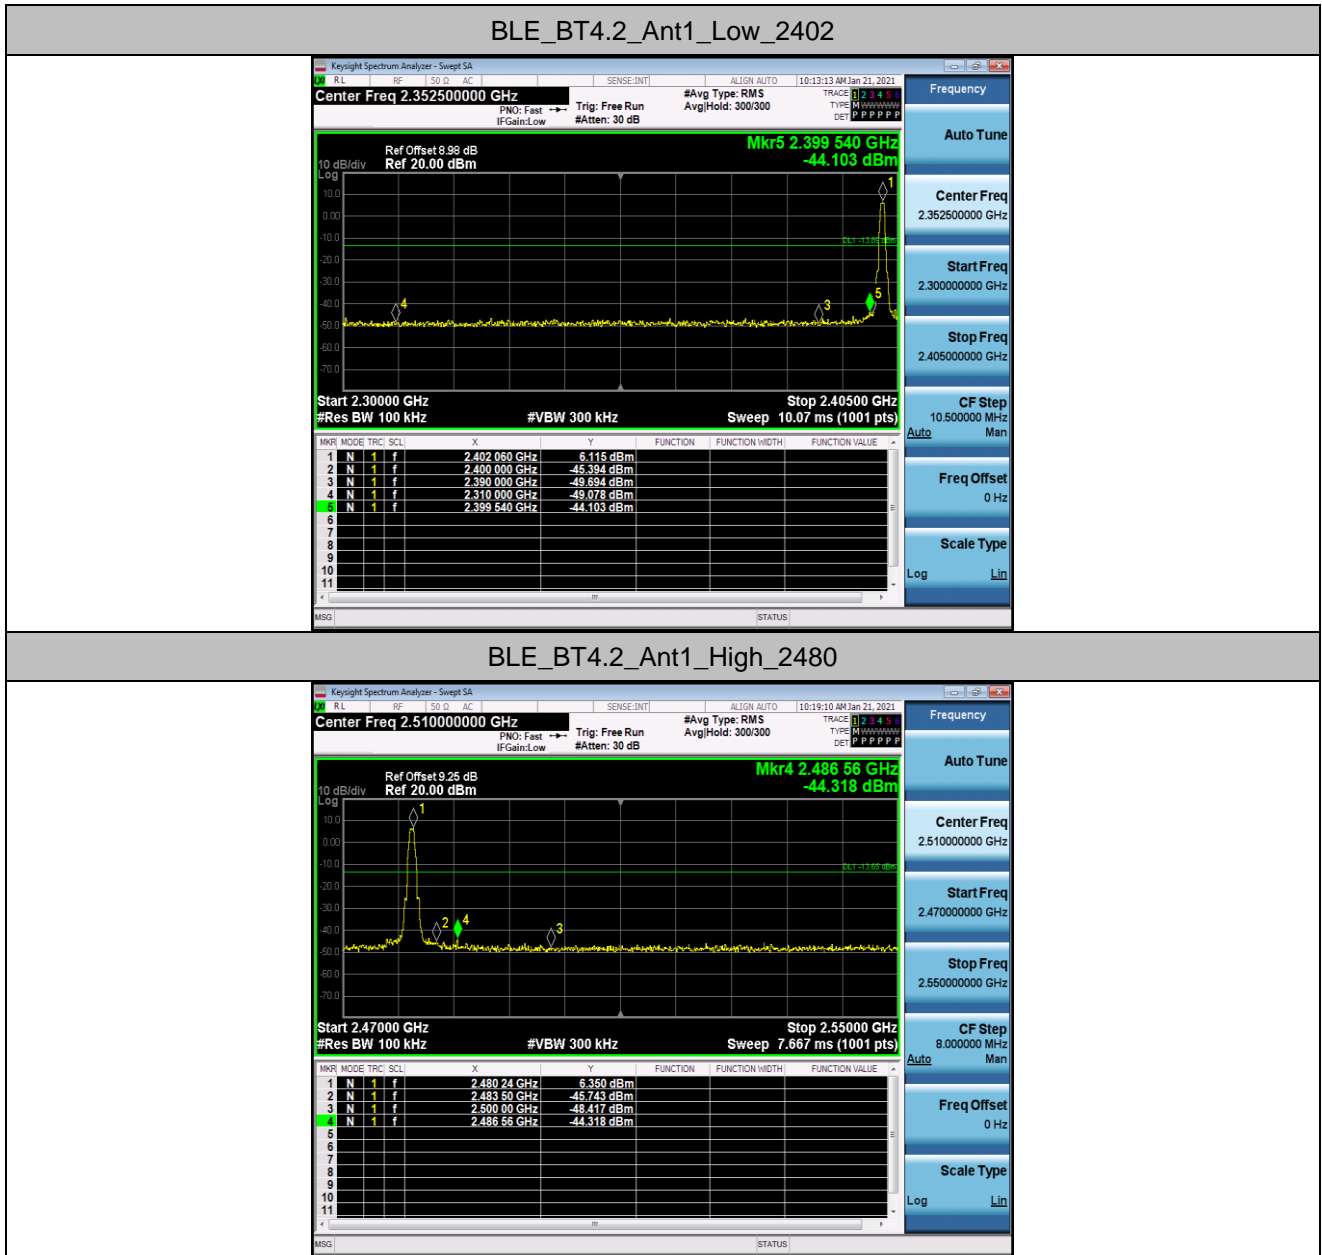 BLE_BT4.2_Ant1_Low_2402
Keysight Spectrum Analyzer - Swept SA
RL RF 50 Ω AC SENSE:INT ALIGN AUTO 10:13:13 AM Jan 21, 2021
Center Freq 2.352500000 GHz
PNO: Fast
IFGain:Low
Trig: Free Run
#Atten: 30 dB
#Avg Type: RMS
Avg|Hold: 300/300
TRACE 1 2 3 4 5 6
TYPE M
DET P P P P P P
Mkr5 2.399 540 GHz
-44.103 dBm
Ref Offset 8.98 dB
10 dB/div Ref 20.00 dBm
Log
10.0
0.00
-10.0
-20.0
-30.0
-40.0
-50.0
-60.0
-70.0
1
4
3
5
Start 2.30000 GHz Stop 2.40500 GHz
#Res BW 100 kHz #VBW 300 kHz Sweep 10.07 ms (1001 pts)
MKR MODE TRC SCL X Y FUNCTION FUNCTION WIDTH FUNCTION VALUE
1 N 1 f 2.402 060 GHz 6.115 dBm
2 N 1 f 2.400 000 GHz -45.394 dBm
3 N 1 f 2.390 000 GHz -49.694 dBm
4 N 1 f 2.310 000 GHz -49.078 dBm
5 N 1 f 2.399 540 GHz -44.103 dBm
6
7
8
9
10
11
MSG STATUS
Frequency
Auto Tune
Center Freq
2.352500000 GHz
Start Freq
2.300000000 GHz
Stop Freq
2.405000000 GHz
CF Step
10.500000 MHz
Auto Man
Freq Offset
0 Hz
Scale Type
Log Lin
BLE_BT4.2_Ant1_High_2480
Keysight Spectrum Analyzer - Swept SA
RL RF 50 Ω AC SENSE:INT ALIGN AUTO 10:19:10 AM Jan 21, 2021
Center Freq 2.510000000 GHz
PNO: Fast
IFGain:Low
Trig: Free Run
#Atten: 30 dB
#Avg Type: RMS
Avg|Hold: 300/300
TRACE 1 2 3 4 5 6
TYPE M
DET P P P P P P
Mkr4 2.486 56 GHz
-44.318 dBm
Ref Offset 9.25 dB
10 dB/div Ref 20.00 dBm
Log
10.0
0.00
-10.0
-20.0
-30.0
-40.0
-50.0
-60.0
-70.0
1
DL1 -13.65 dBm
2
4
3
Start 2.47000 GHz Stop 2.55000 GHz
#Res BW 100 kHz #VBW 300 kHz Sweep 7.667 ms (1001 pts)
MKR MODE TRC SCL X Y FUNCTION FUNCTION WIDTH FUNCTION VALUE
1 N 1 f 2.480 24 GHz 6.350 dBm
2 N 1 f 2.483 50 GHz -45.743 dBm
3 N 1 f 2.500 00 GHz -48.417 dBm
4 N 1 f 2.486 56 GHz -44.318 dBm
5
6
7
8
9
10
11
MSG STATUS
Frequency
Auto Tune
Center Freq
2.510000000 GHz
Start Freq
2.470000000 GHz
Stop Freq
2.550000000 GHz
CF Step
8.000000 MHz
Auto Man
Freq Offset
0 Hz
Scale Type
Log Lin